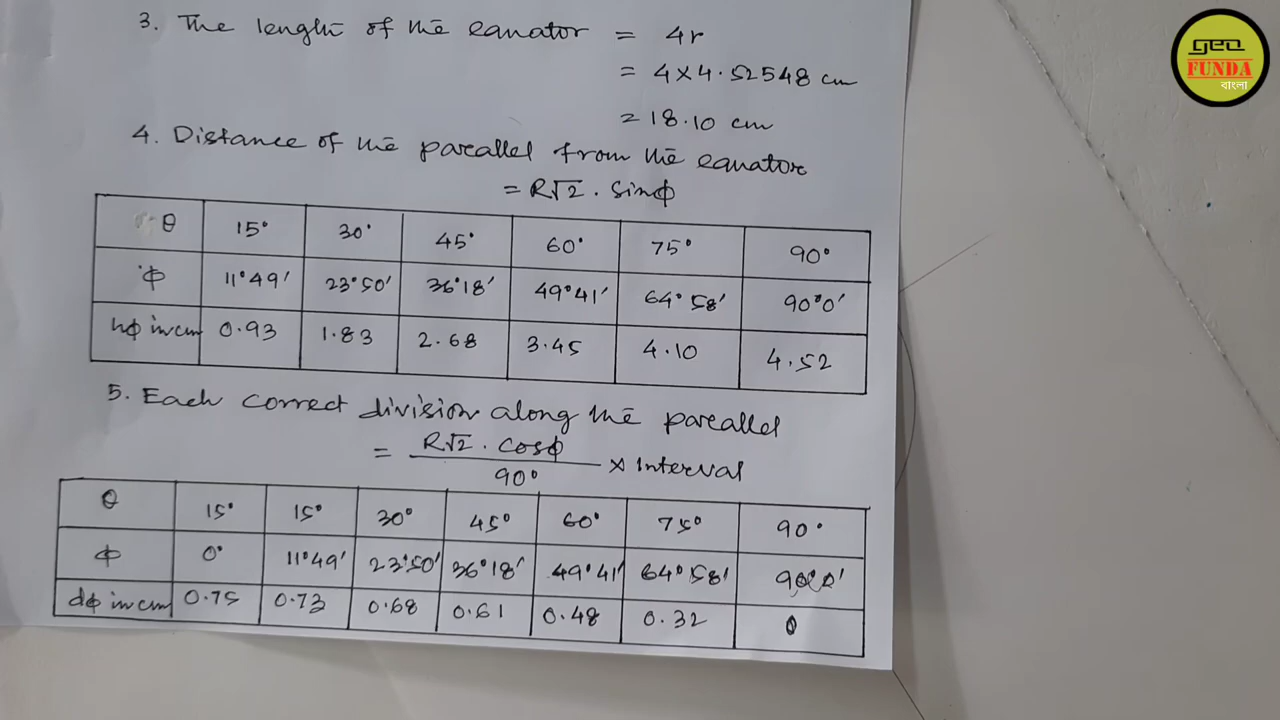 3. The lenght of the equator = 4r
= 4×4.52548 cm
= 18.10 cm
4. Distance of the parallel from the equator
= R√2 . Sinϕ
θ 15° 30° 45° 60° 75° 90°
ϕ 11°49' 23°50' 36°18' 49°41' 64°58' 90°0'
hϕ in cm 0.93 1.83 2.68 3.45 4.10 4.52
5. Each correct division along the parallel
= R√2 . cosϕ / 90° × Interval
θ 15° 15° 30° 45° 60° 75° 90°
ϕ 0° 11°49' 23°50' 36°18' 49°41' 64°58' 90°0'
dϕ in cm 0.75 0.73 0.68 0.61 0.48 0.32 0
geo
FUNDA
বাংলা